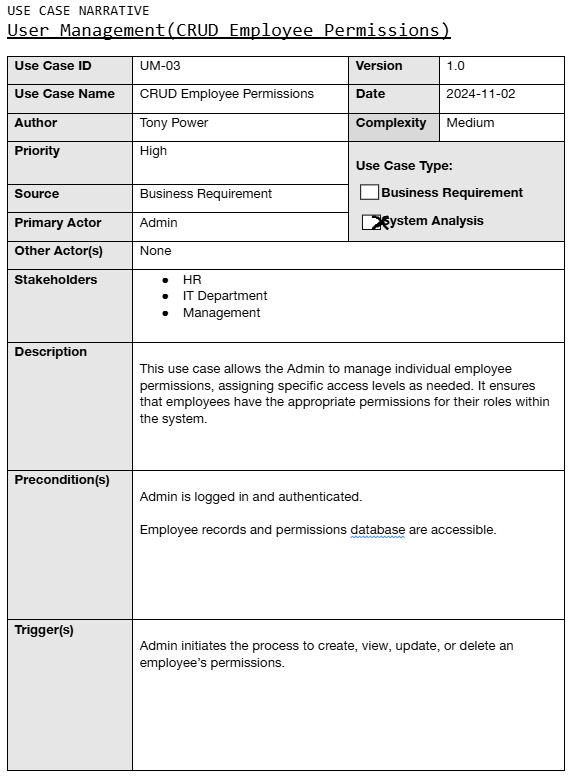 USE CASE NARRATIVE
User Management(CRUD Employee Permissions)
Use Case ID UM-03 Version 1.0
Use Case Name CRUD Employee Permissions Date 2024-11-02
Author Tony Power Complexity Medium
Priority High
Use Case Type:
Business Requirement
System Analysis
Source Business Requirement
Primary Actor Admin
Other Actor(s) None
Stakeholders
• HR
• IT Department
• Management
Description
This use case allows the Admin to manage individual employee
permissions, assigning specific access levels as needed. It ensures
that employees have the appropriate permissions for their roles within
the system.
Precondition(s)
Admin is logged in and authenticated.
Employee records and permissions database are accessible.
Trigger(s)
Admin initiates the process to create, view, update, or delete an
employee’s permissions.